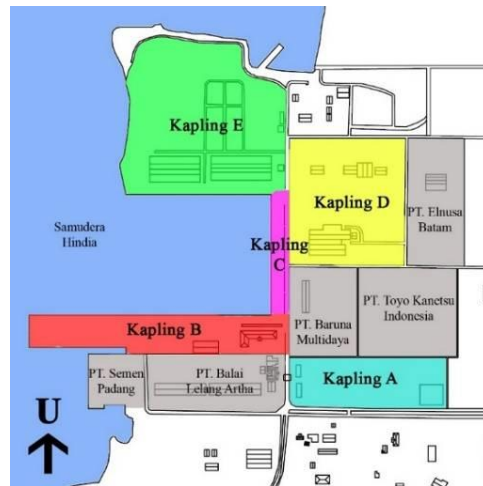 Kapling E
Kapling D
PT. Elnusa
Batam
Samudera
Hindia
Kapling
C
Kapling B
PT. Baruna
Multidaya
PT. Toyo Kanetsu
Indonesia
PT. Semen
Padang
PT. Balai
Lelang Artha
Kapling A
U